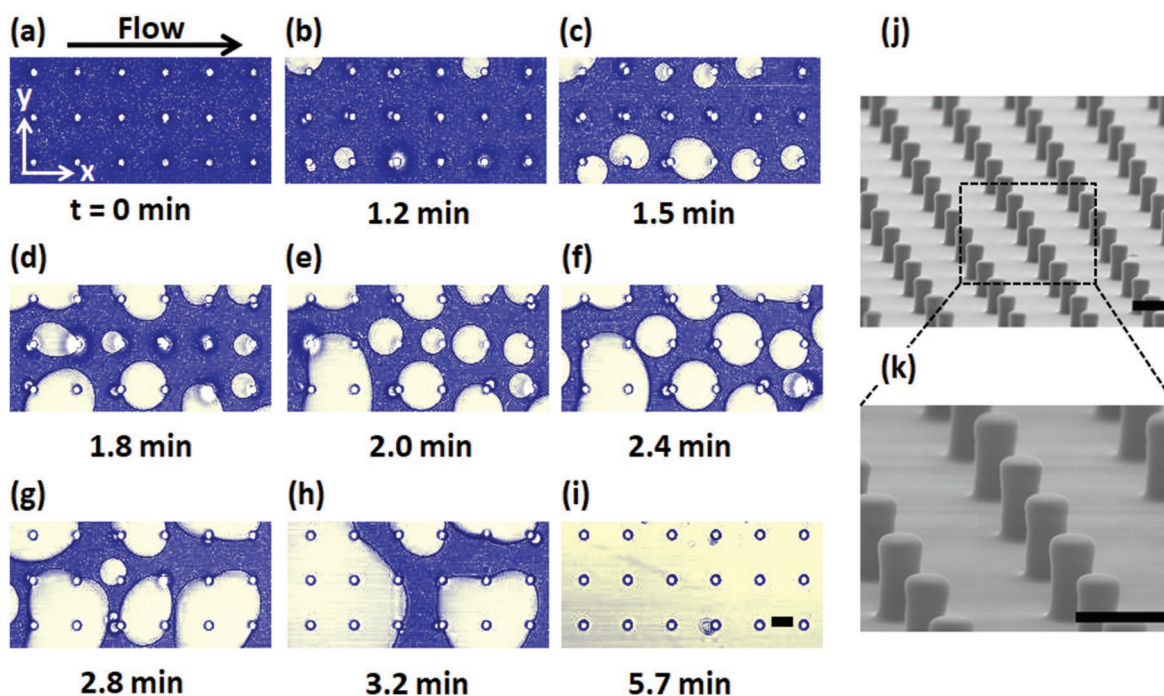 (a) Flow (b) (c) (j)
y
x
t = 0 min 1.2 min 1.5 min
(d) (e) (f)
(k)
1.8 min 2.0 min 2.4 min
(g) (h) (i)
2.8 min 3.2 min 5.7 min